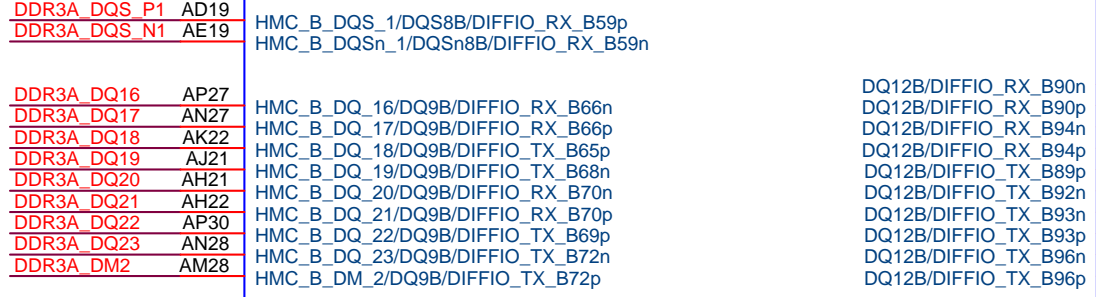 DDR3A_DQS_P1 AD19 HMC_B_DQS_1/DQS8B/DIFFIO_RX_B59p
DDR3A_DQS_N1 AE19 HMC_B_DQSn_1/DQSn8B/DIFFIO_RX_B59n
DDR3A_DQ16 AP27 HMC_B_DQ_16/DQ9B/DIFFIO_RX_B66n DQ12B/DIFFIO_RX_B90n
DDR3A_DQ17 AN27 HMC_B_DQ_17/DQ9B/DIFFIO_RX_B66p DQ12B/DIFFIO_RX_B90p
DDR3A_DQ18 AK22 HMC_B_DQ_18/DQ9B/DIFFIO_TX_B65p DQ12B/DIFFIO_RX_B94n
DDR3A_DQ19 AJ21 HMC_B_DQ_19/DQ9B/DIFFIO_TX_B68n DQ12B/DIFFIO_RX_B94p
DDR3A_DQ20 AH21 HMC_B_DQ_20/DQ9B/DIFFIO_RX_B70n DQ12B/DIFFIO_TX_B89p
DDR3A_DQ21 AH22 HMC_B_DQ_21/DQ9B/DIFFIO_RX_B70p DQ12B/DIFFIO_TX_B92n
DDR3A_DQ22 AP30 HMC_B_DQ_22/DQ9B/DIFFIO_TX_B69p DQ12B/DIFFIO_TX_B93n
DDR3A_DQ23 AN28 HMC_B_DQ_23/DQ9B/DIFFIO_TX_B72n DQ12B/DIFFIO_TX_B93p
DDR3A_DM2 AM28 HMC_B_DM_2/DQ9B/DIFFIO_TX_B72p DQ12B/DIFFIO_TX_B96n
DQ12B/DIFFIO_TX_B96p